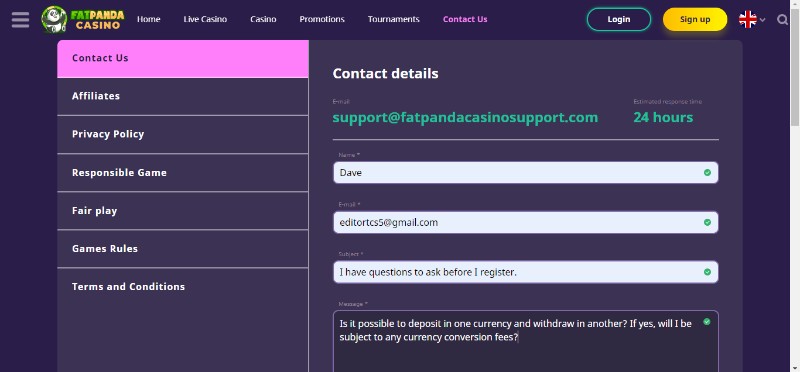 FATPANDA
CASINO
Home
Live Casino
Casino
Promotions
Tournaments
Contact Us
Login
Sign up
Contact Us
Affiliates
Privacy Policy
Responsible Game
Fair play
Games Rules
Terms and Conditions
Contact details
E-mail
Estimated response time
support@fatpandacasinosupport.com
24 hours
Name *
Dave
E-mail *
editortcs5@gmail.com
Subject *
I have questions to ask before I register.
Message *
Is it possible to deposit in one currency and withdraw in another? If yes, will I be
subject to any currency conversion fees?